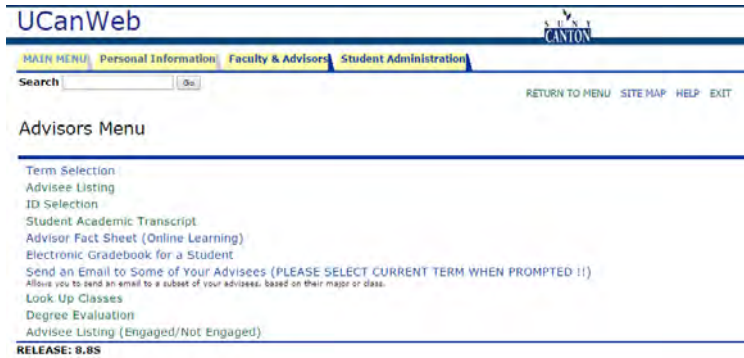 UCanWeb
SUNY
CANTON
MAIN MENU Personal Information Faculty & Advisors Student Administration
Search Go
RETURN TO MENU SITE MAP HELP EXIT
Advisors Menu
Term Selection
Advisee Listing
ID Selection
Student Academic Transcript
Advisor Fact Sheet (Online Learning)
Electronic Gradebook for a Student
Send an Email to Some of Your Advisees (PLEASE SELECT CURRENT TERM WHEN PROMPTED !!)
Allows you to send an email to a subset of your advisees, based on their major or class.
Look Up Classes
Degree Evaluation
Advisee Listing (Engaged/Not Engaged)
RELEASE: 8.8S